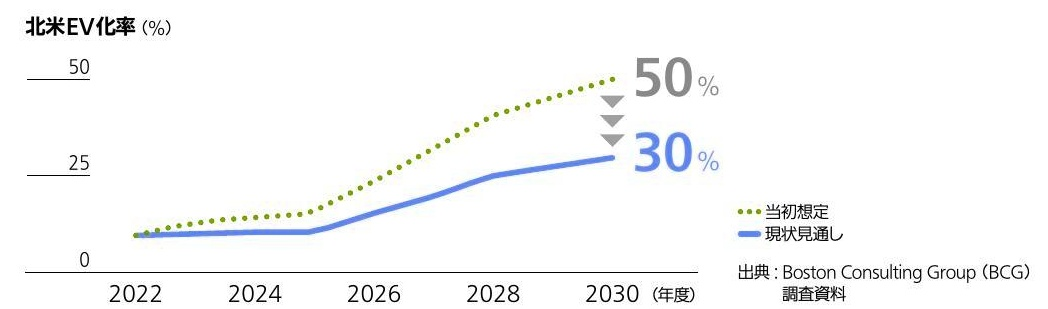 北米EV化率（%）
50
25
0
50%
30%
2022 2024 2026 2028 2030（年度）
当初想定
現状見通し
出典：Boston Consulting Group（BCG）
調査資料